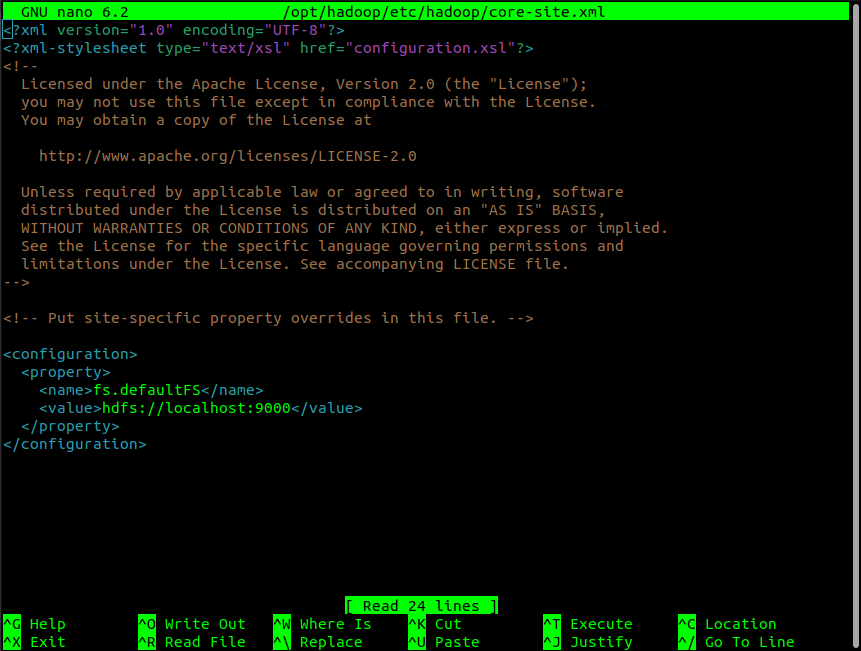 GNU nano 6.2 /opt/hadoop/etc/hadoop/core-site.xml
<?xml version="1.0" encoding="UTF-8"?>
<?xml-stylesheet type="text/xsl" href="configuration.xsl"?>
<!--
  Licensed under the Apache License, Version 2.0 (the "License");
  you may not use this file except in compliance with the License.
  You may obtain a copy of the License at

    http://www.apache.org/licenses/LICENSE-2.0

  Unless required by applicable law or agreed to in writing, software
  distributed under the License is distributed on an "AS IS" BASIS,
  WITHOUT WARRANTIES OR CONDITIONS OF ANY KIND, either express or implied.
  See the License for the specific language governing permissions and
  limitations under the License. See accompanying LICENSE file.
-->

<!-- Put site-specific property overrides in this file. -->

<configuration>
  <property>
    <name>fs.defaultFS</name>
    <value>hdfs://localhost:9000</value>
  </property>
</configuration>
[ Read 24 lines ]
^G Help ^O Write Out ^W Where Is ^K Cut ^T Execute ^C Location
^X Exit ^R Read File ^\ Replace ^U Paste ^J Justify ^/ Go To Line